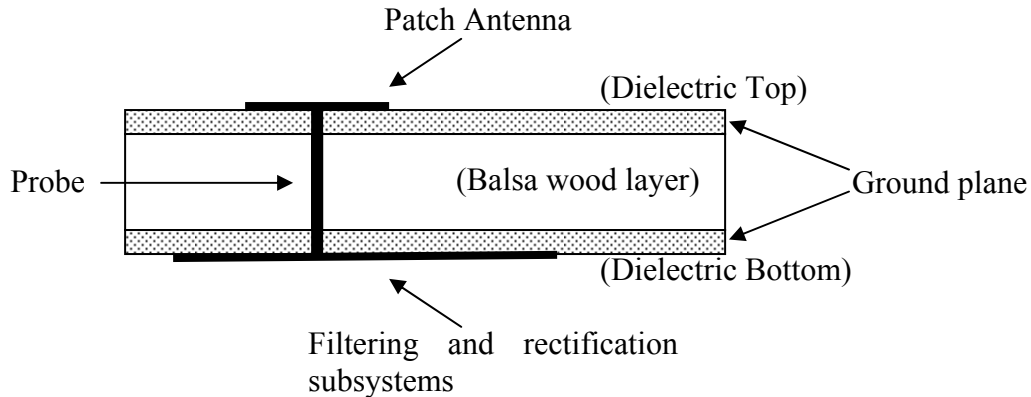 Patch Antenna
(Dielectric Top)
Probe
(Balsa wood layer)
Ground plane
(Dielectric Bottom)
Filtering and rectification
subsystems